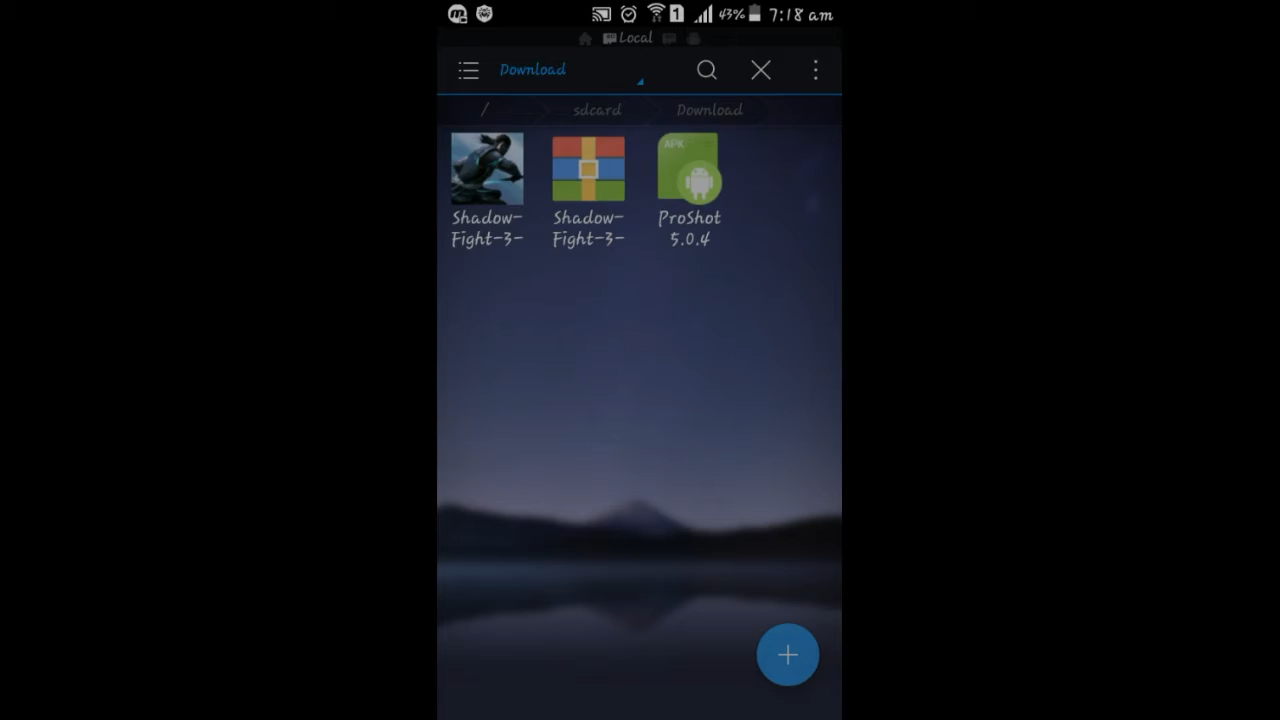 1 43% 7:18 am
Local
Download
/ sdcard Download
Shadow-
Fight-3-
Shadow-
Fight-3-
APK
ProShot
5.0.4